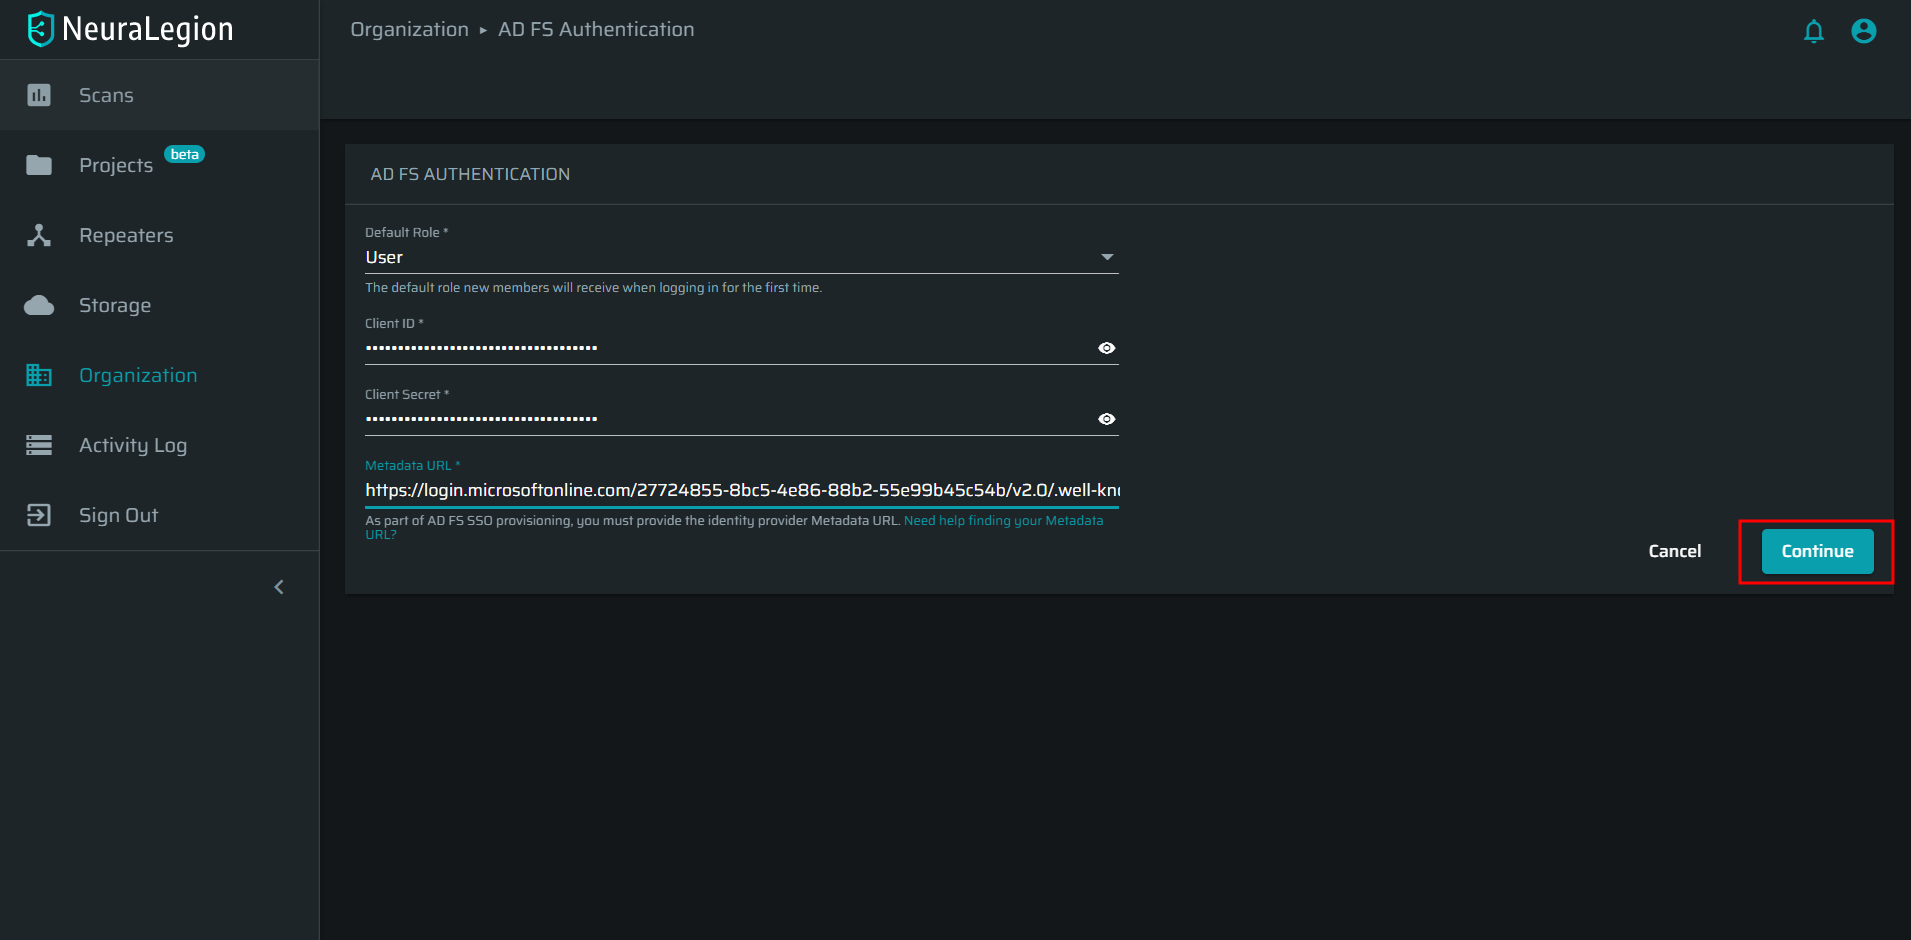 NeuraLegion
Organization ▸ AD FS Authentication
Scans
Projects beta
Repeaters
Storage
Organization
Activity Log
Sign Out
AD FS AUTHENTICATION
Default Role *
User
The default role new members will receive when logging in for the first time.
Client ID *
••••••••••••••••••••••••••••••••••••
Client Secret *
••••••••••••••••••••••••••••••••••••
Metadata URL *
https://login.microsoftonline.com/27724855-8bc5-4e86-88b2-55e99b45c54b/v2.0/.well-kn
As part of AD FS SSO provisioning, you must provide the identity provider Metadata URL. Need help finding your Metadata
URL?
Cancel
Continue